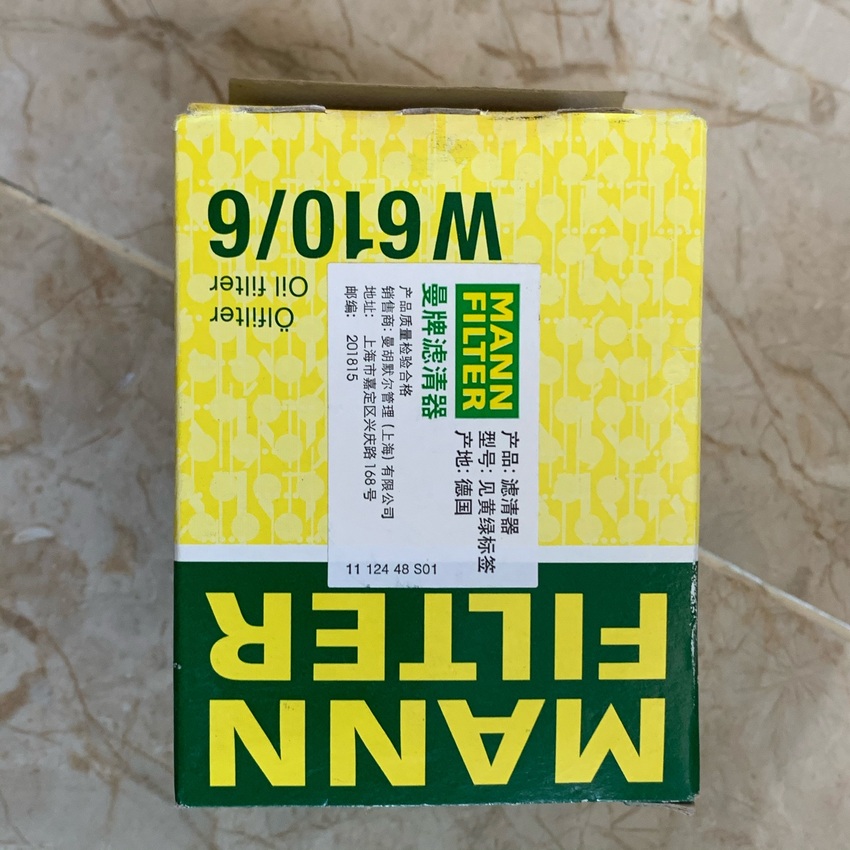 MANN
FILTER
MANN
FILTER
曼牌滤清器
产品: 滤清器
型号: 见黄绿标签
产地: 德国
产品质量检验合格
销售商: 曼胡默尔管理 (上海) 有限公司
地址: 上海市嘉定区兴庆路 168 号
邮编: 201815
11 124 48 S01
Ölfilter
Oil filter
W 610/6